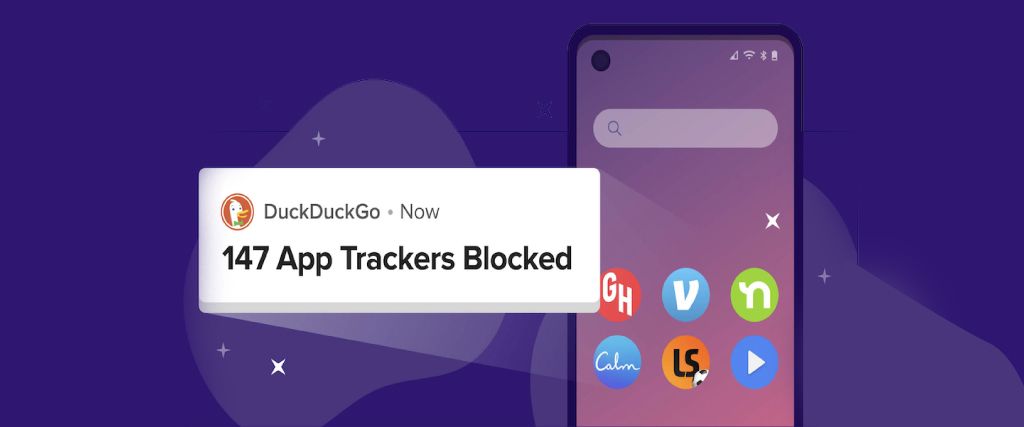 DuckDuckGo • Now
147 App Trackers Blocked
GH
V
n
Calm
LS